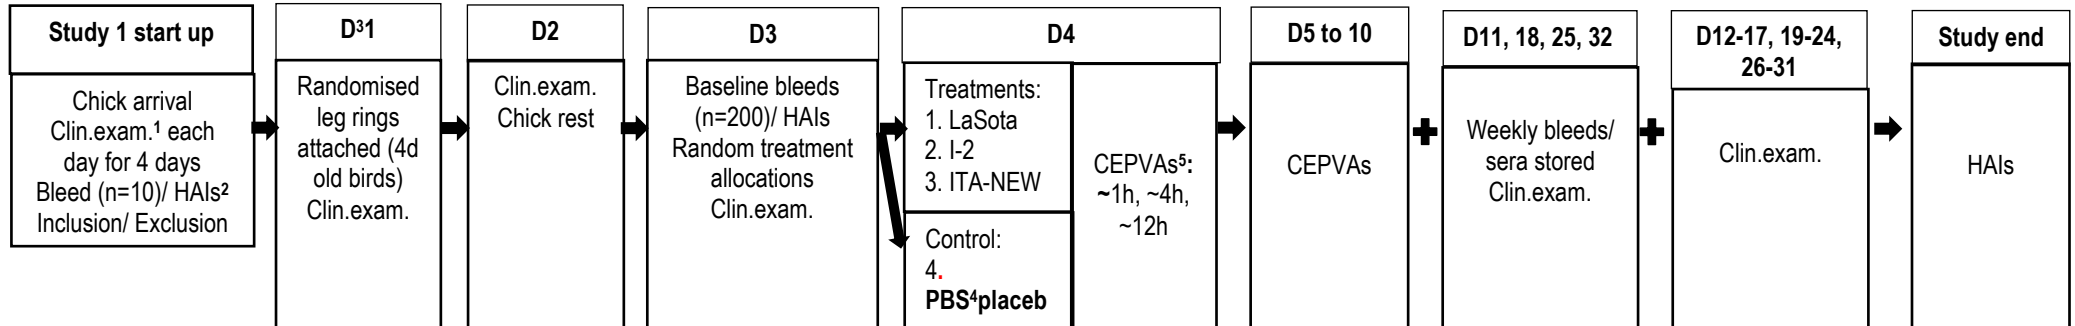 Study 1 start up
Chick arrival
Clin.exam.¹ each
day for 4 days
Bleed (n=10)/ HAIs²
Inclusion/ Exclusion
D³1
Randomised
leg rings
attached (4d
old birds)
Clin.exam.
D2
Clin.exam.
Chick rest
D3
Baseline bleeds
(n=200)/ HAIs
Random treatment
allocations
Clin.exam.
D4
Treatments:
1. LaSota
2. I-2
3. ITA-NEW
Control:
4.
PBS⁴placeb
CEPVAs⁵:
~1h, ~4h,
~12h
D5 to 10
CEPVAs
D11, 18, 25, 32
Weekly bleeds/
sera stored
Clin.exam.
D12-17, 19-24,
26-31
Clin.exam.
Study end
HAIs